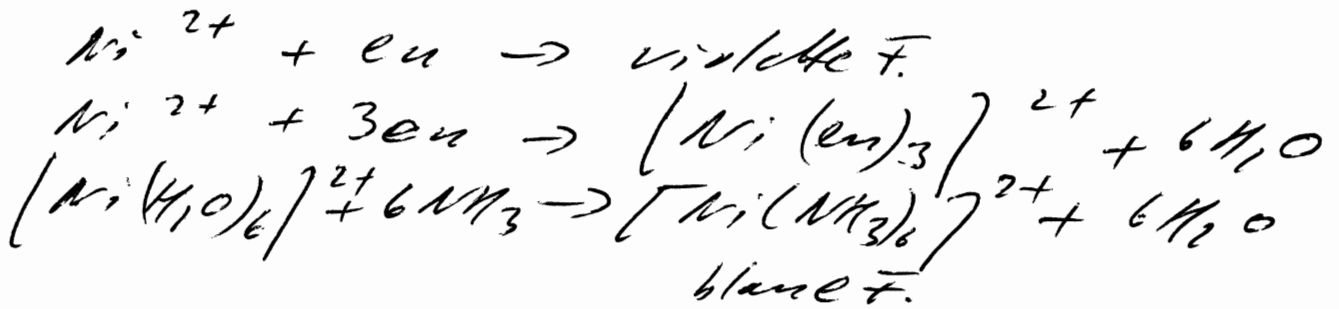 Ni²⁺ + en → violette F.
Ni²⁺ + 3en → [Ni(en)₃]²⁺ + 6H₂O
[Ni(H₂O)₆]²⁺ + 6NH₃ → [Ni(NH₃)₆]²⁺ + 6H₂O
blaue F.